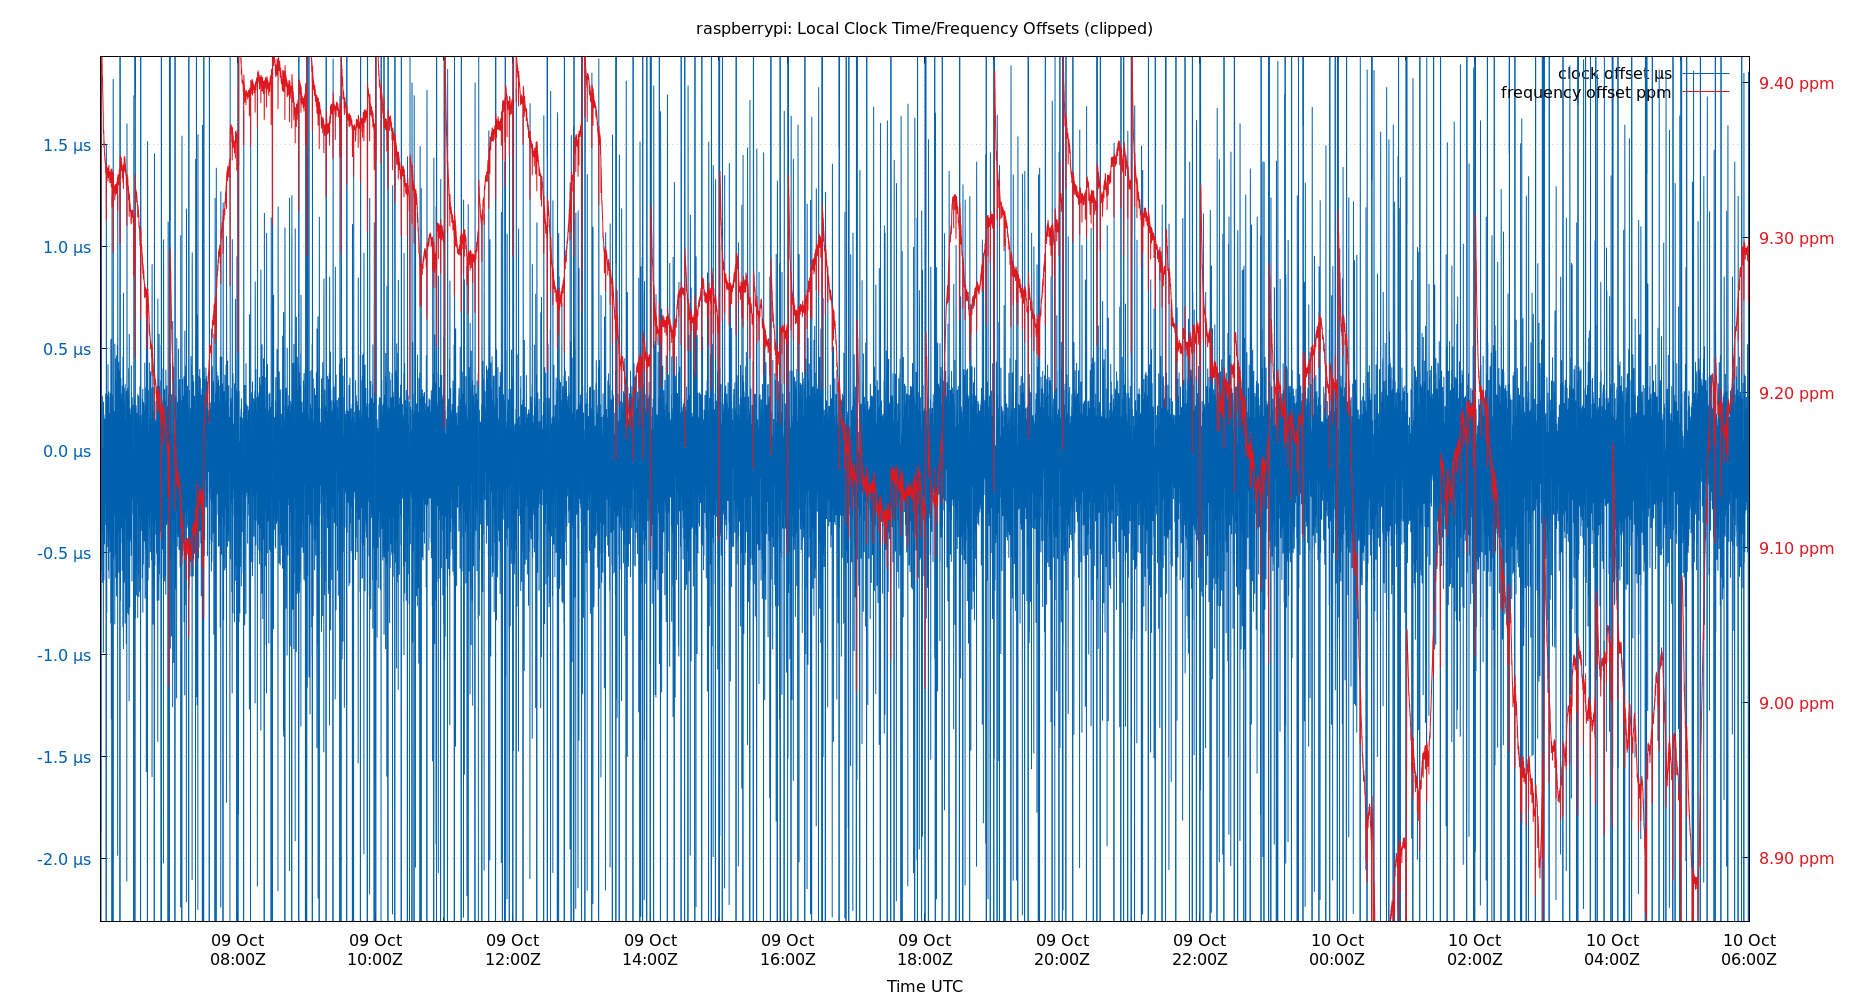 raspberrypi: Local Clock Time/Frequency Offsets (clipped)
clock offset µs
frequency offset ppm
1.5 µs
1.0 µs
0.5 µs
0.0 µs
-0.5 µs
-1.0 µs
-1.5 µs
-2.0 µs
9.40 ppm
9.30 ppm
9.20 ppm
9.10 ppm
9.00 ppm
8.90 ppm
09 Oct 09 Oct 09 Oct 09 Oct 09 Oct 09 Oct 09 Oct 09 Oct 10 Oct 10 Oct 10 Oct 10 Oct
08:00Z 10:00Z 12:00Z 14:00Z 16:00Z 18:00Z 20:00Z 22:00Z 00:00Z 02:00Z 04:00Z 06:00Z
Time UTC